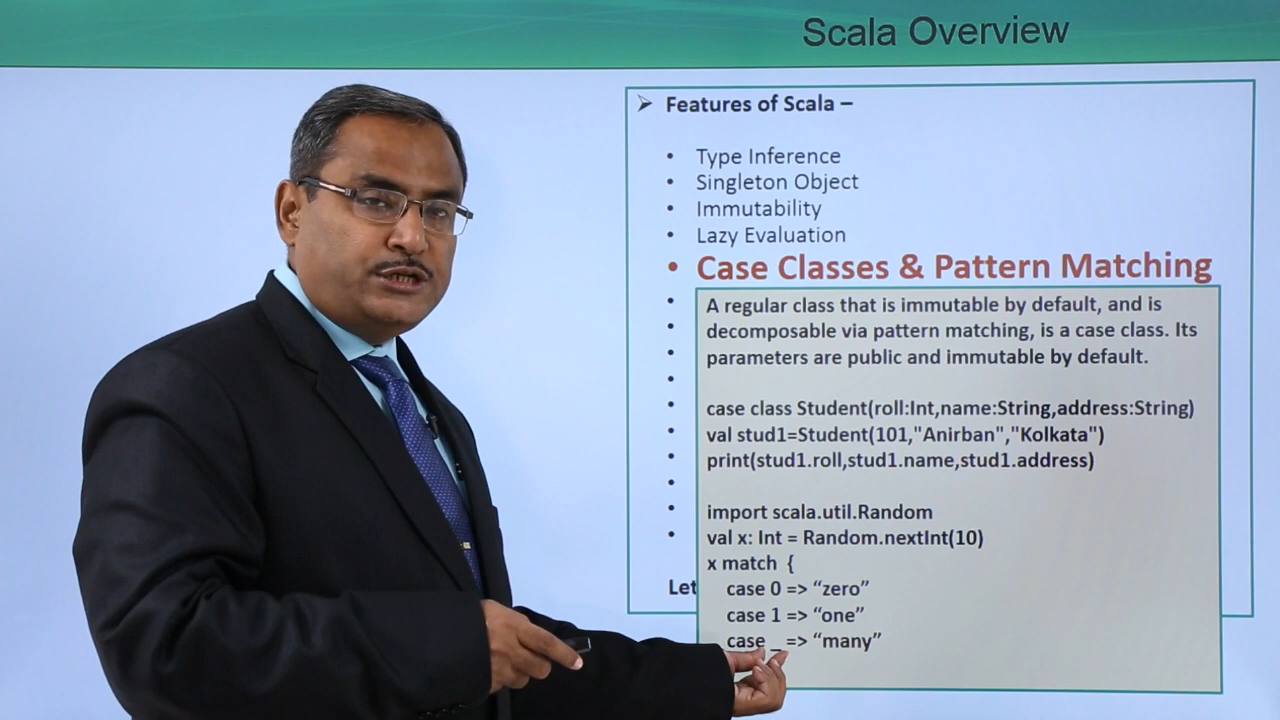 Scala Overview
➢ Features of Scala –
• Type Inference
• Singleton Object
• Immutability
• Lazy Evaluation
• Case Classes & Pattern Matching
A regular class that is immutable by default, and is
decomposable via pattern matching, is a case class. Its
parameters are public and immutable by default.
case class Student(roll:Int,name:String,address:String)
val stud1=Student(101,"Anirban","Kolkata")
print(stud1.roll,stud1.name,stud1.address)
import scala.util.Random
val x: Int = Random.nextInt(10)
x match {
case 0 => “zero”
case 1 => “one”
case _ => “many”